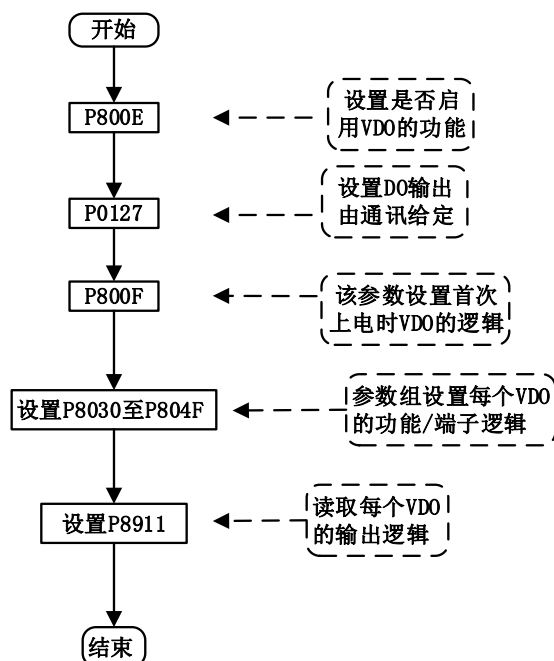 开始
P800E
设置是否启
用VDO的功能
P0127
设置DO输出
由通讯给定
P800F
该参数设置首次
上电时VDO的逻辑
设置P8030至P804F
参数组设置每个VDO
的功能/端子逻辑
设置P8911
读取每个VDO
的输出逻辑
结束